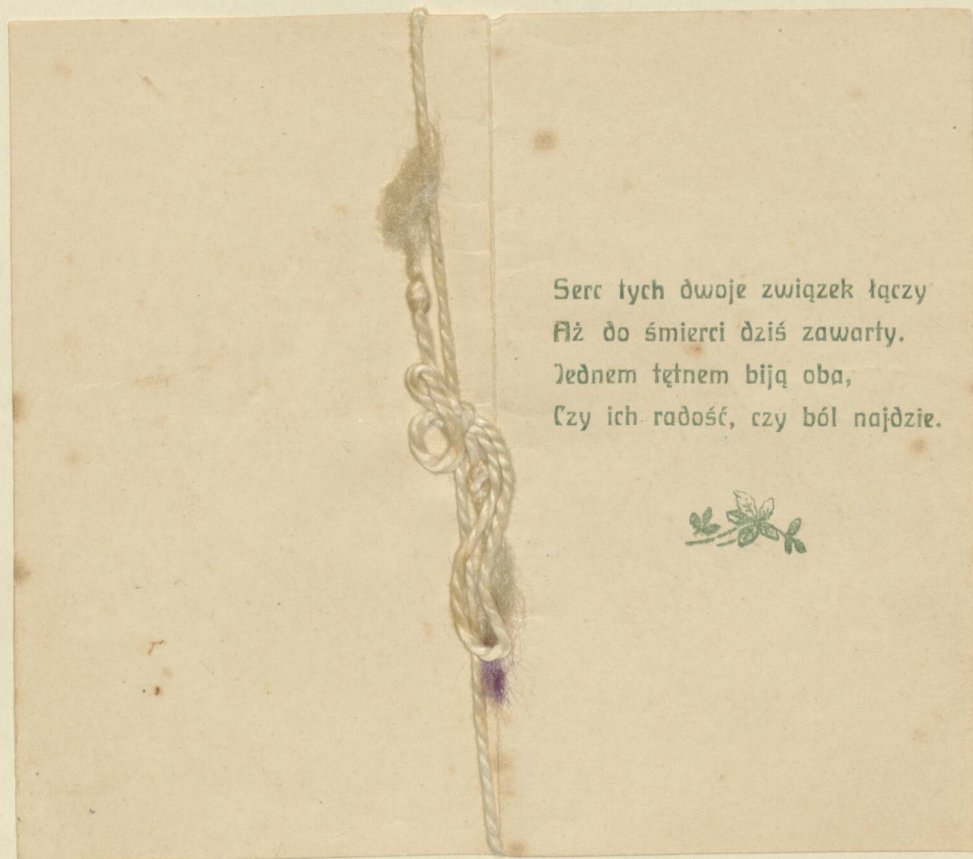 Serc tych dwoje związek łączy
Aż do śmierci dziś zawarty.
Jednem tętnem biją oba,
Czy ich radość, czy ból najdzie.